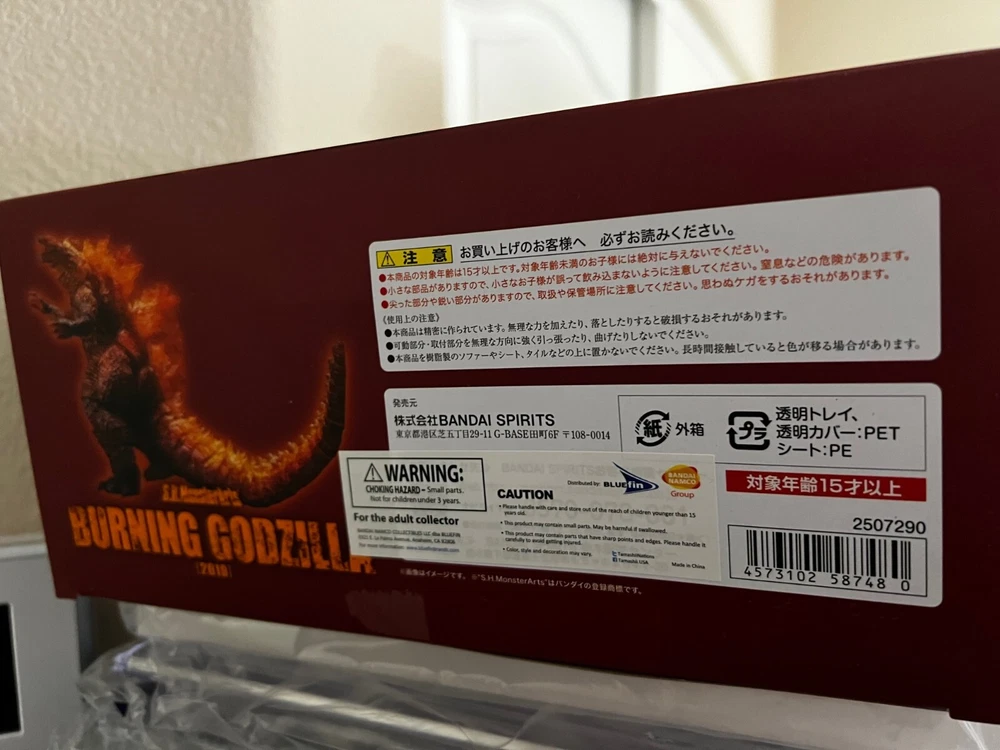 ⚠注意 お買い上げのお客様へ 必ずお読みください。
●本商品の対象年齢は15才以上です。対象年齢未満のお子様には絶対に与えないでください。
●小さな部品がありますので、小さなお子様が誤って飲み込まないように注意してください。窒息などの危険があります。
●尖った部分や鋭い部分がありますので、取扱や保管場所に注意してください。思わぬケガをするおそれがあります。
《使用上の注意》
●本商品は精密に作られています。無理な力を加えたり、落としたりすると破損するおそれがあります。
●可動部分・取付部分を無理な方向に強く引っ張ったり、曲げたりしないでください。
●本商品を樹脂製のソファーやシート、タイルなどの上に置かないでください。長時間接触していると色が移る場合があります。
発売元
株式会社BANDAI SPIRITS
東京都港区芝五丁目29-11 G-BASE田町6F 〒108-0014
紙 外箱
プラ
透明トレイ、
透明カバー:PET
シート:PE
対象年齢15才以上
2507290
4573102 58748 0
⚠WARNING:
CHOKING HAZARD – Small parts.
Not for children under 3 years.
For the adult collector
BANDAI NAMCO COLLECTIBLES LLC dba BLUEFIN
Anaheim, CA
CAUTION
Distributed by: BLUEfin
BANDAI
NAMCO
Group
• Please handle with care and store out of the reach of children younger than 15
years old.
• This product may contain small parts. May be harmful if swallowed.
• This product may contain parts that have sharp points and edges. Please handle it
carefully to avoid getting injured.
• Color, style and decoration may vary.
TamashiiNations
Tamashii-USA
Made in China
S.H.MonsterArts
BURNING GODZILLA
[2019]
※画像はイメージです。 ※"S.H.MonsterArts"はバンダイの登録商標です。